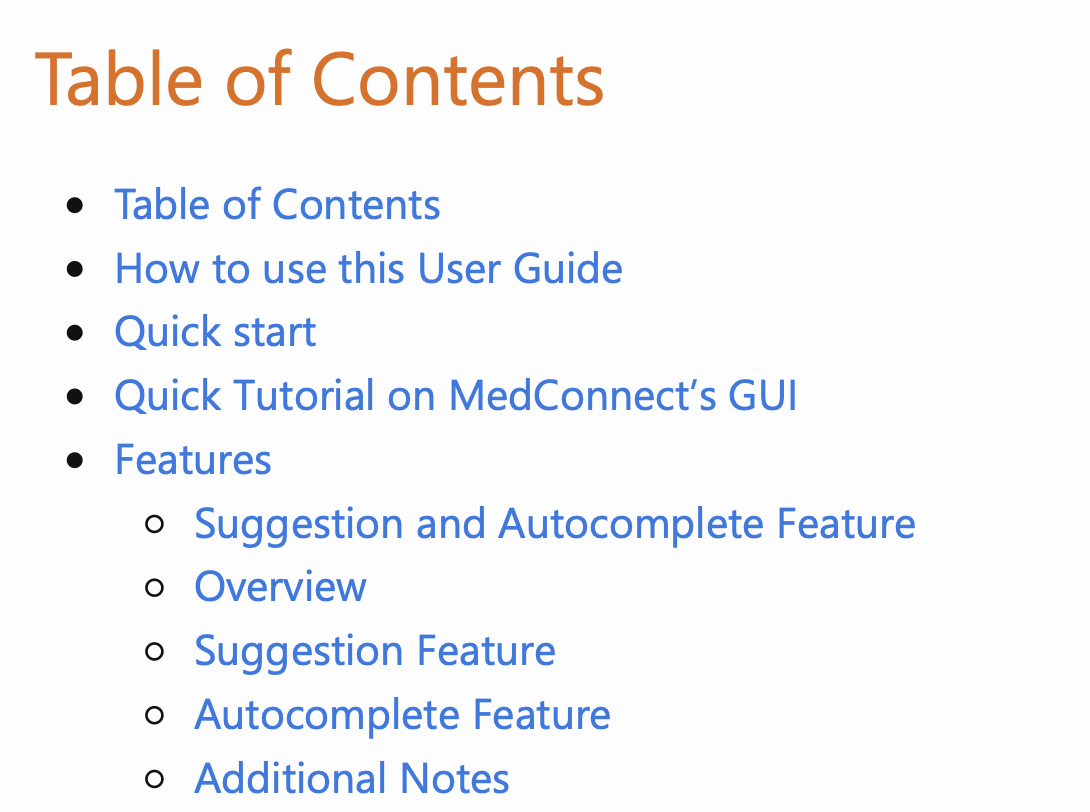 Table of Contents
Table of Contents
How to use this User Guide
Quick start
Quick Tutorial on MedConnect’s GUI
Features
Suggestion and Autocomplete Feature
Overview
Suggestion Feature
Autocomplete Feature
Additional Notes